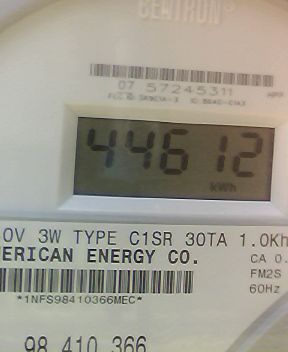 CENTRON®
07 57245311
44612
kWh
0V 3W TYPE C1SR 30TA 1.0Kh
ERICAN ENERGY CO.
CA 0.
FM2S
60Hz
*1NFS98410366MEC*
98 410 366